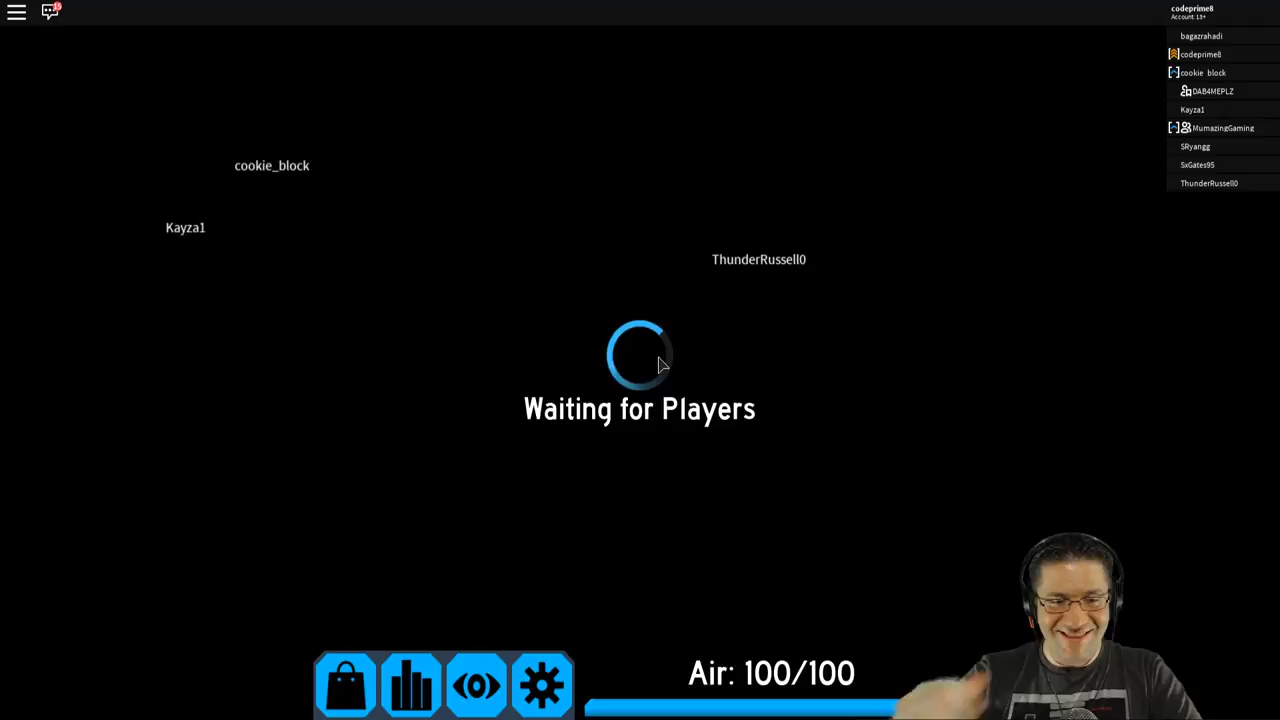 15
codeprime8
Account: 13+
bagazrahadi
codeprime8
cookie_block
DAB4MEPLZ
Kayza1
MumazingGaming
SRyangg
SxGates95
ThunderRussell0
cookie_block
Kayza1
ThunderRussell0
Waiting for Players
Air: 100/100